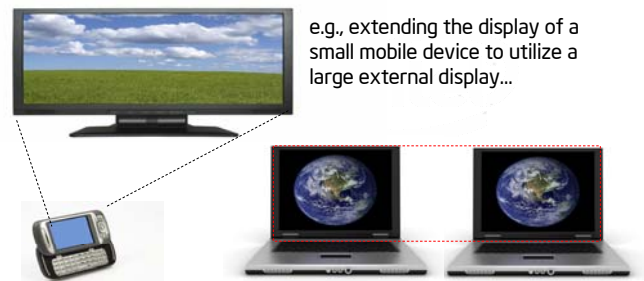 e.g., extending the display of a
small mobile device to utilize a
large external display...